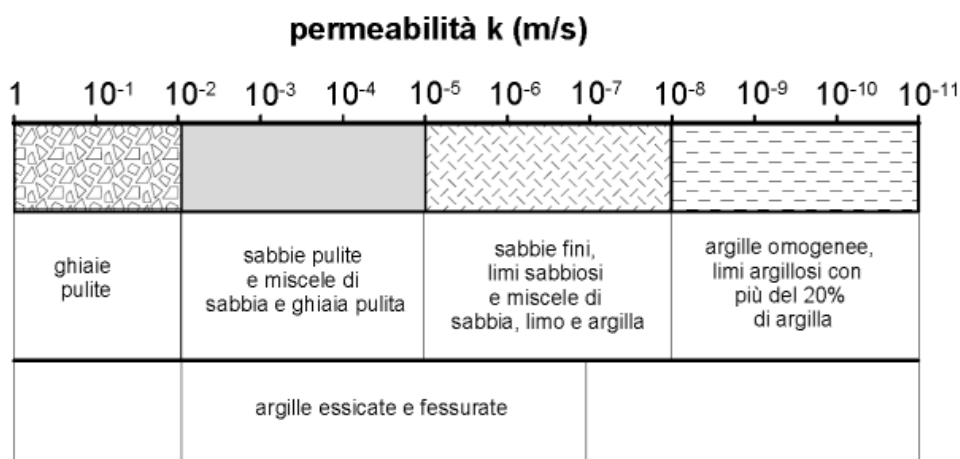 permeabilità k (m/s)
1 10-1 10-2 10-3 10-4 10-5 10-6 10-7 10-8 10-9 10-10 10-11
ghiaie
pulite
sabbie pulite
e miscele di
sabbia e ghiaia pulita
sabbie fini,
limi sabbiosi
e miscele di
sabbia, limo e argilla
argille omogenee,
limi argillosi con
più del 20%
di argilla
argille essicate e fessurate